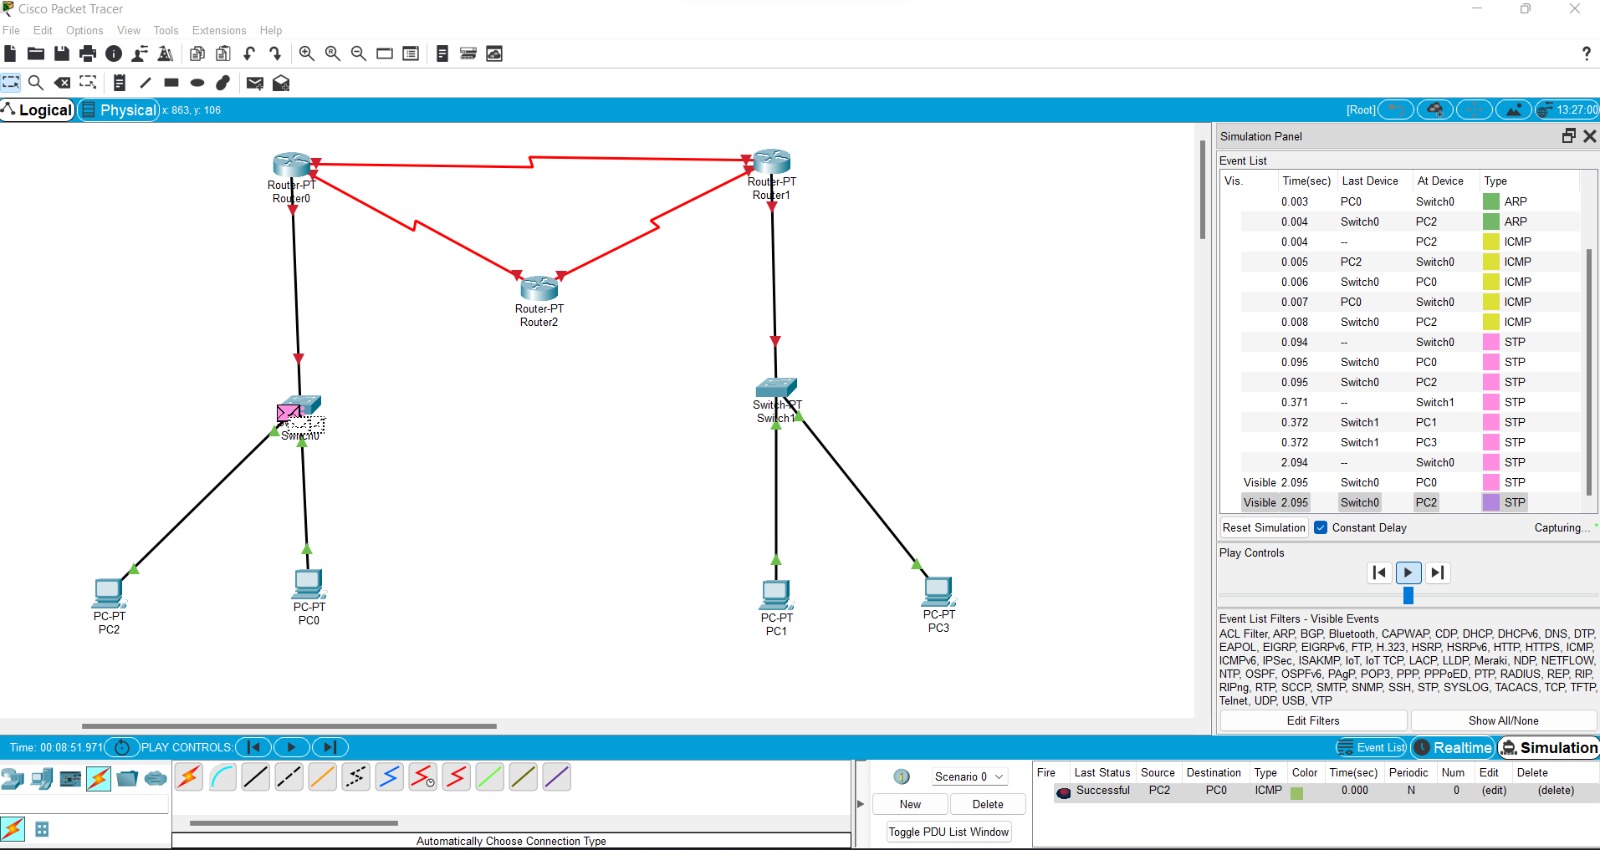 Cisco Packet Tracer
File Edit Options View Tools Extensions Help
?
Logical Physical x: 863, y: 106 [Root] 13:27:00
Simulation Panel
Event List
Vis. Time(sec) Last Device At Device Type
0.003 PC0 Switch0 ARP
0.004 Switch0 PC2 ARP
0.004 -- PC2 ICMP
0.005 PC2 Switch0 ICMP
0.006 Switch0 PC0 ICMP
0.007 PC0 Switch0 ICMP
0.008 Switch0 PC2 ICMP
0.094 -- Switch0 STP
0.095 Switch0 PC0 STP
0.095 Switch0 PC2 STP
0.371 -- Switch1 STP
0.372 Switch1 PC1 STP
0.372 Switch1 PC3 STP
2.094 -- Switch0 STP
Visible 2.095 Switch0 PC0 STP
Visible 2.095 Switch0 PC2 STP
Reset Simulation Constant Delay Capturing... *
Play Controls
Event List Filters - Visible Events
ACL Filter, ARP, BGP, Bluetooth, CAPWAP, CDP, DHCP, DHCPv6, DNS, DTP,
EAPOL, EIGRP, EIGRPv6, FTP, H.323, HSRP, HSRPv6, HTTP, HTTPS, ICMP,
ICMPv6, IPSec, ISAKMP, IoT, IoT TCP, LACP, LLDP, Meraki, NDP, NETFLOW,
NTP, OSPF, OSPFv6, PAgP, POP3, PPP, PPPoED, PTP, RADIUS, REP, RIP,
RIPng, RTP, SCCP, SMTP, SNMP, SSH, STP, SYSLOG, TACACS, TCP, TFTP,
Telnet, UDP, USB, VTP
Edit Filters Show All/None
Router-PT
Router0
Router-PT
Router1
Router-PT
Router2
Switch0
Switch-PT
Switch1
PC-PT
PC2
PC-PT
PC0
PC-PT
PC1
PC-PT
PC3
Time: 00:08:51.971 PLAY CONTROLS: Event List Realtime Simulation
1 Scenario 0
New Delete
Toggle PDU List Window
Fire Last Status Source Destination Type Color Time(sec) Periodic Num Edit Delete
Successful PC2 PC0 ICMP 0.000 N 0 (edit) (delete)
Automatically Choose Connection Type